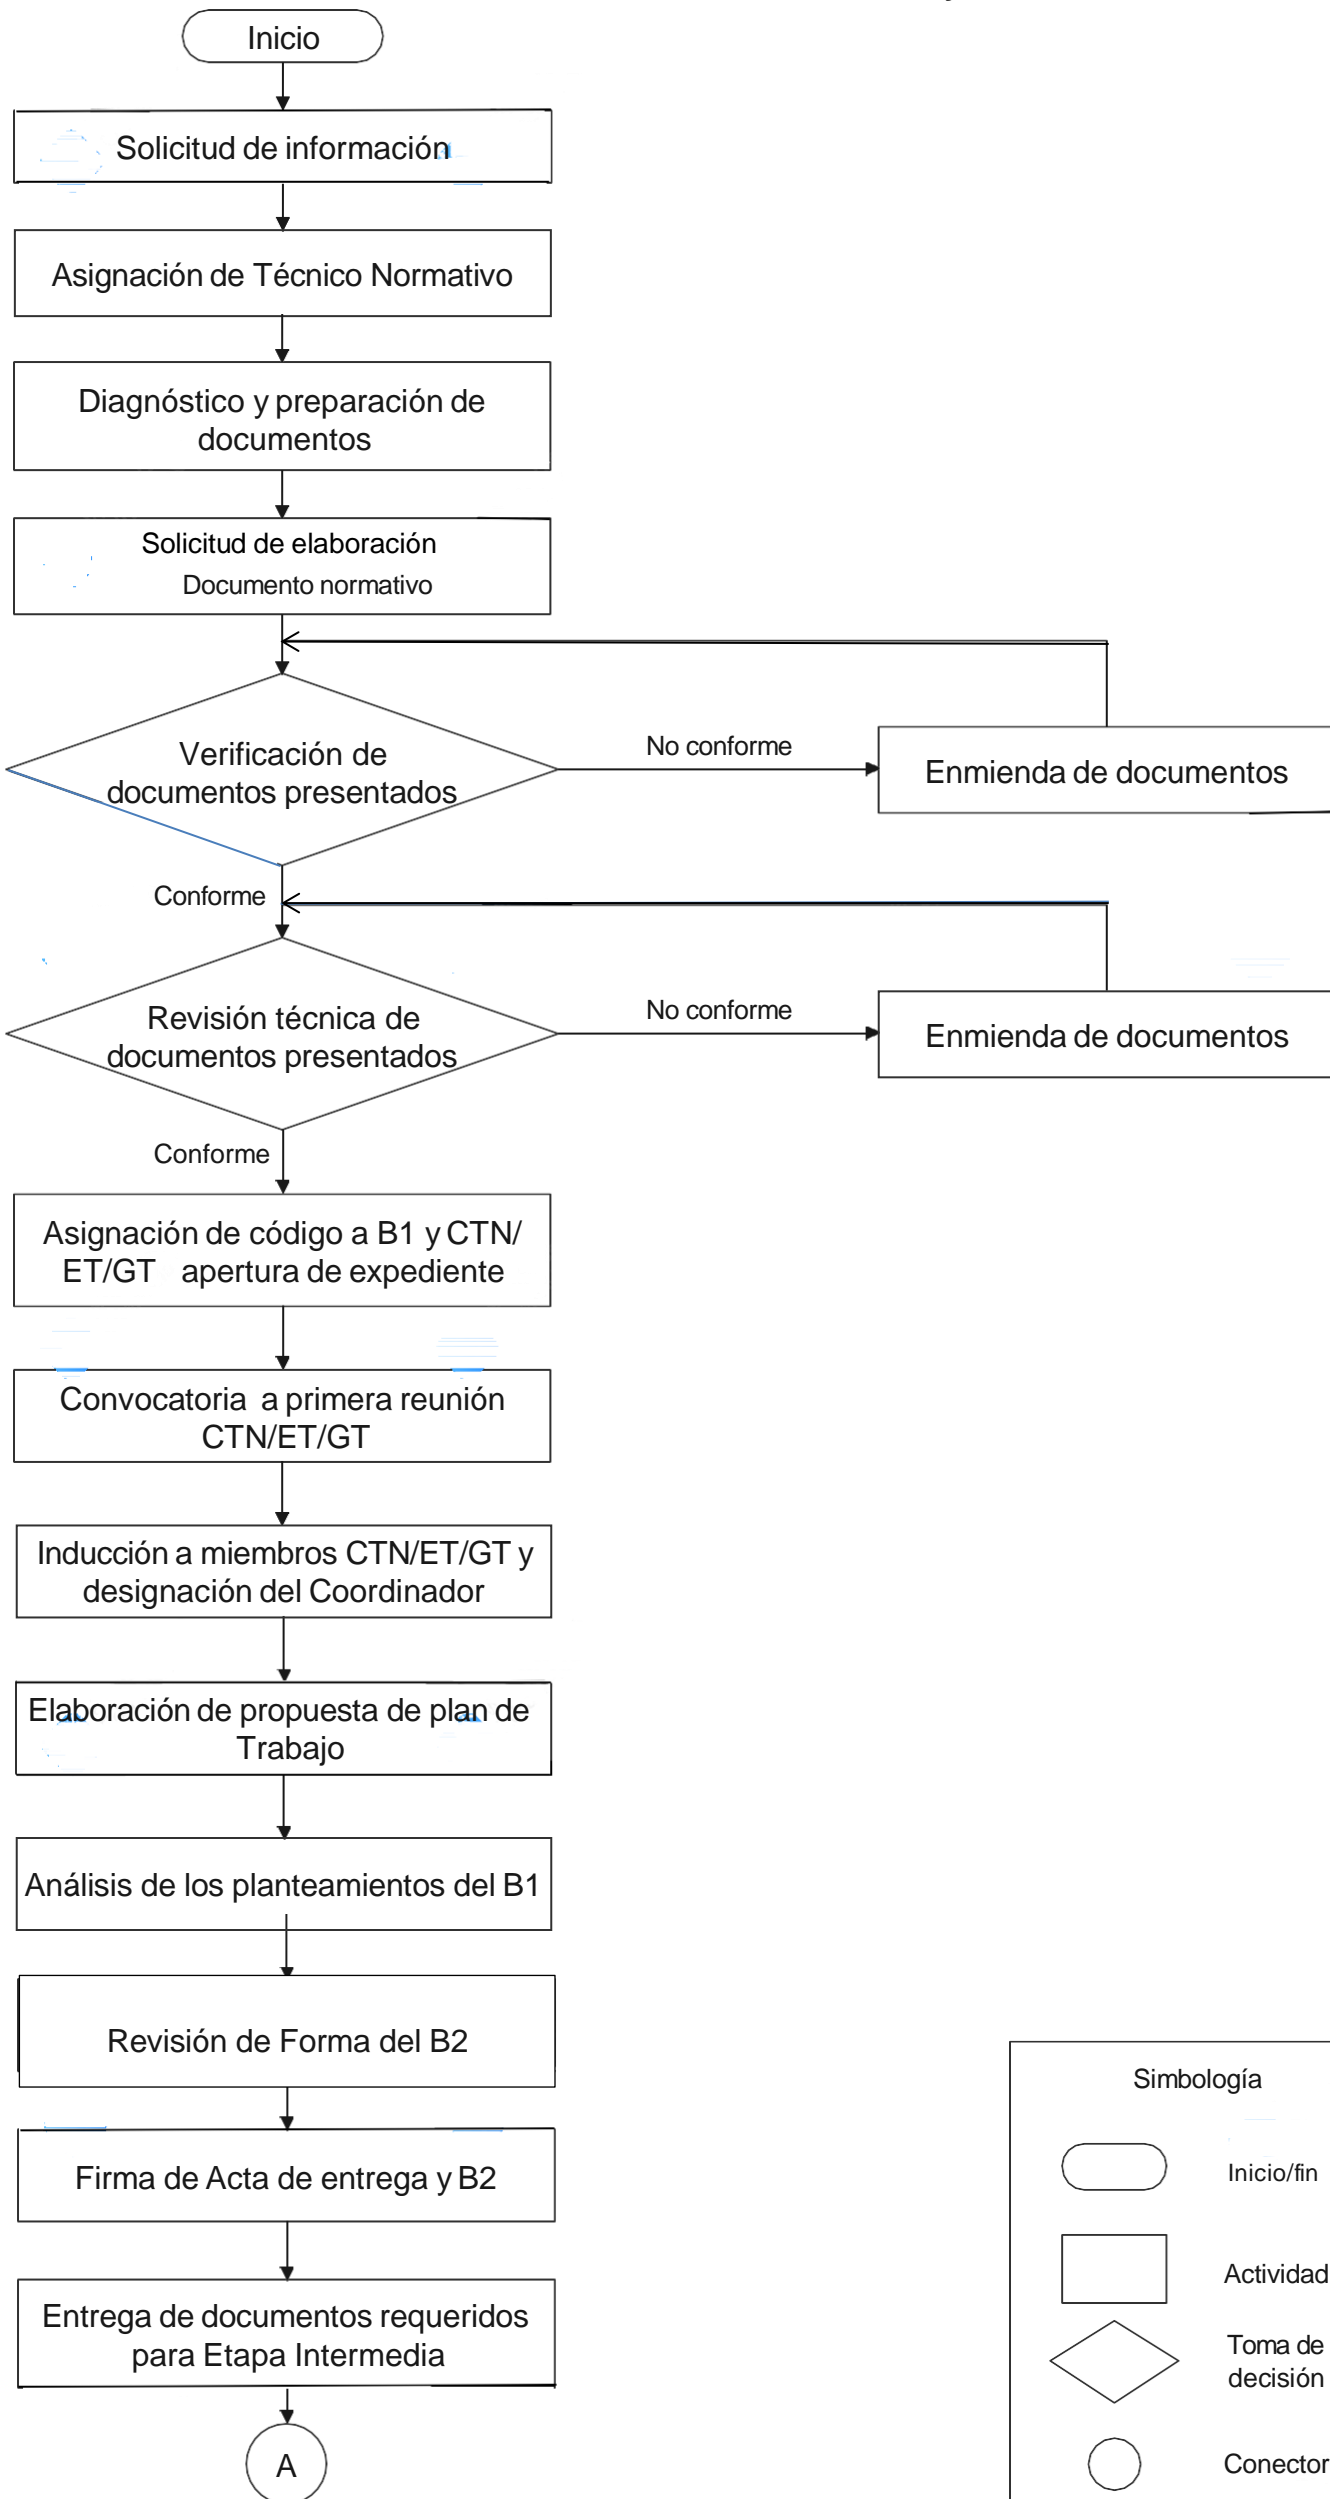 Inicio
Solicitud de información
Asignación de Técnico Normativo
Diagnóstico y preparación de
documentos
Solicitud de elaboración
Documento normativo
Verificación de
documentos presentados
No conforme
Enmienda de documentos
Conforme
Revisión técnica de
documentos presentados
No conforme
Enmienda de documentos
Conforme
Asignación de código a B1 y CTN/
ET/GT apertura de expediente
Convocatoria a primera reunión
CTN/ET/GT
Inducción a miembros CTN/ET/GT y
designación del Coordinador
Elaboración de propuesta de plan de
Trabajo
Análisis de los planteamientos del B1
Revisión de Forma del B2
Firma de Acta de entrega y B2
Entrega de documentos requeridos
para Etapa Intermedia
A
Simbología
Inicio/fin
Actividad
Toma de
decisión
Conector